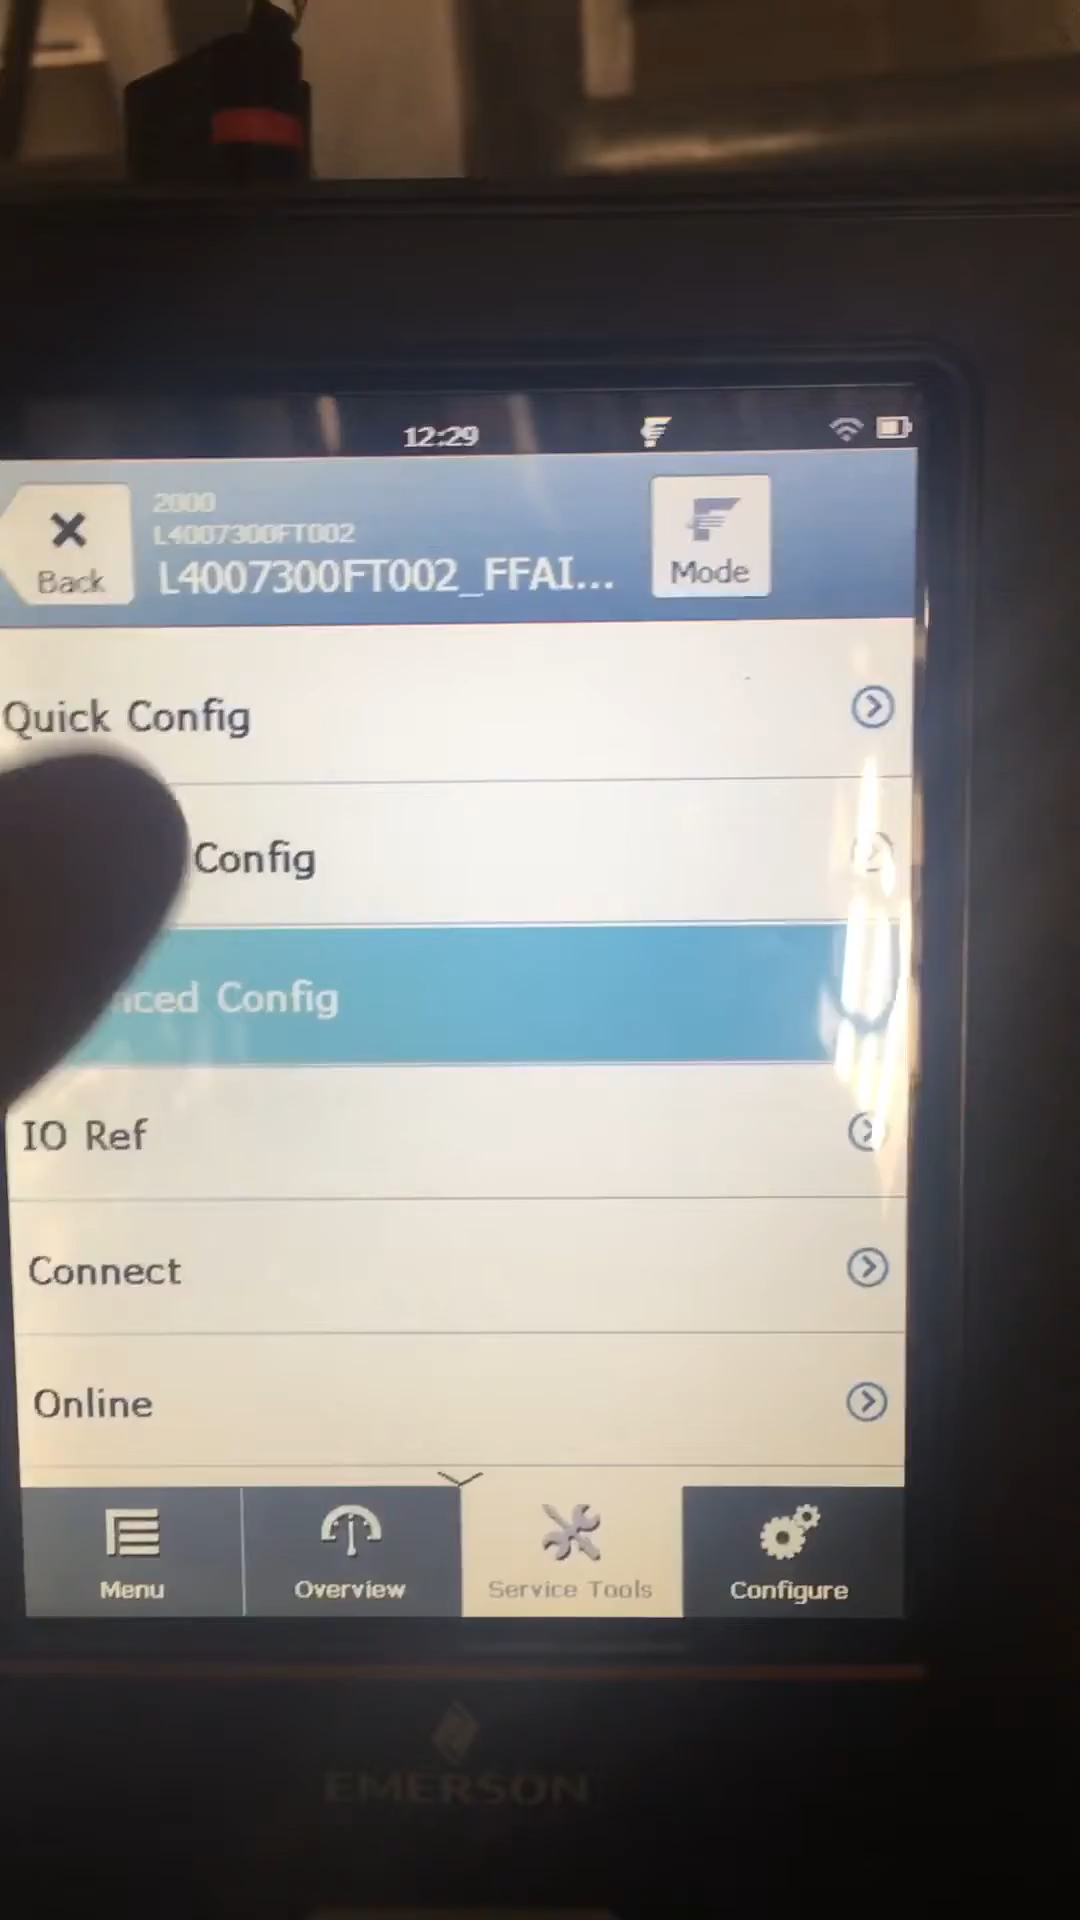 12:29
2000
L4007300FT002
L4007300FT002_FFAI...
Back
Mode
Quick Config
Config
nced Config
IO Ref
Connect
Online
Menu
Overview
Service Tools
Configure
EMERSON